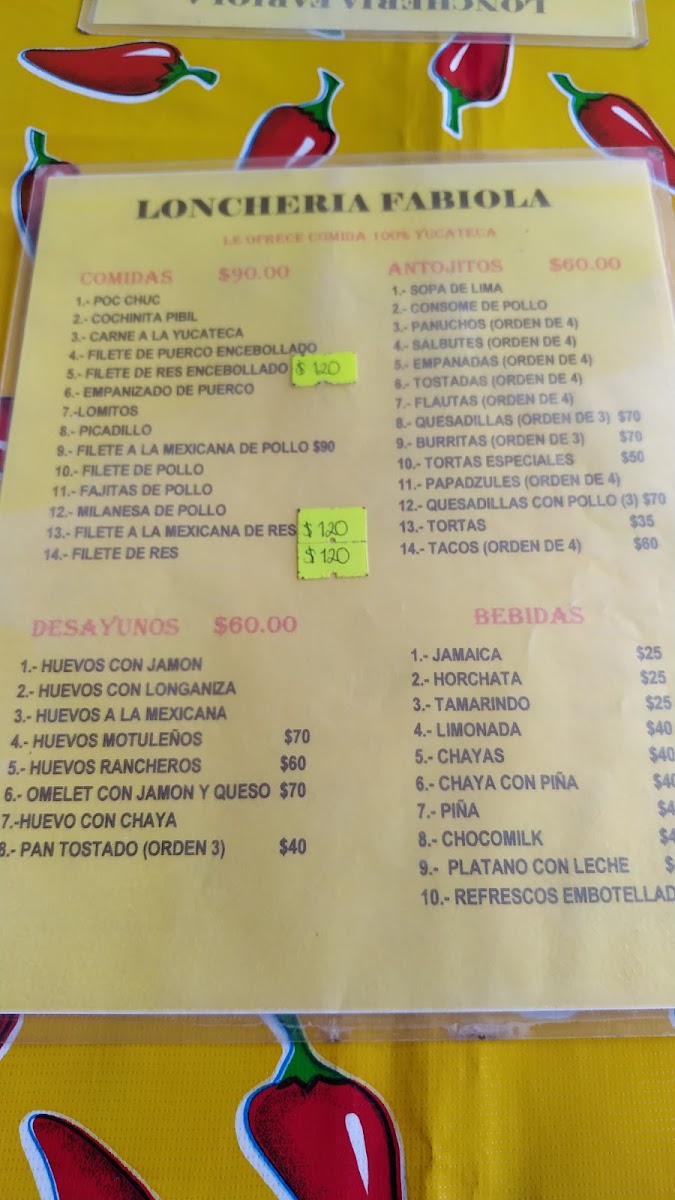 LONCHERIA FABIOLA
LONCHERIA FABIOLA
LE OFRECE COMIDA 100% YUCATECA
COMIDAS $90.00
1.- POC CHUC
2.- COCHINITA PIBIL
3.- CARNE A LA YUCATECA
4.- FILETE DE PUERCO ENCEBOLLADO
5.- FILETE DE RES ENCEBOLLADO $120
6.- EMPANIZADO DE PUERCO
7.-LOMITOS
8.- PICADILLO
9.- FILETE A LA MEXICANA DE POLLO $90
10.- FILETE DE POLLO
11.- FAJITAS DE POLLO
12.- MILANESA DE POLLO
13.- FILETE A LA MEXICANA DE RES $120
14.- FILETE DE RES $120
ANTOJITOS $60.00
1.- SOPA DE LIMA
2.- CONSOME DE POLLO
3.- PANUCHOS (ORDEN DE 4)
4.- SALBUTES (ORDEN DE 4)
5.- EMPANADAS (ORDEN DE 4)
6.- TOSTADAS (ORDEN DE 4)
7.- FLAUTAS (ORDEN DE 4)
8.- QUESADILLAS (ORDEN DE 3) $70
9.- BURRITAS (ORDEN DE 3) $70
10.- TORTAS ESPECIALES $50
11.- PAPADZULES (ORDEN DE 4)
12.- QUESADILLAS CON POLLO (3) $70
13.- TORTAS $35
14.- TACOS (ORDEN DE 4) $60
DESAYUNOS $60.00
1.- HUEVOS CON JAMON
2.- HUEVOS CON LONGANIZA
3.- HUEVOS A LA MEXICANA
4.- HUEVOS MOTULEÑOS $70
5.- HUEVOS RANCHEROS $60
6.- OMELET CON JAMON Y QUESO $70
7.-HUEVO CON CHAYA
8.- PAN TOSTADO (ORDEN 3) $40
BEBIDAS
1.- JAMAICA $25
2.- HORCHATA $25
3.- TAMARINDO $25
4.- LIMONADA $40
5.- CHAYAS $40
6.- CHAYA CON PIÑA $40
7.- PIÑA $4
8.- CHOCOMILK $4
9.- PLATANO CON LECHE $
10.- REFRESCOS EMBOTELLAD